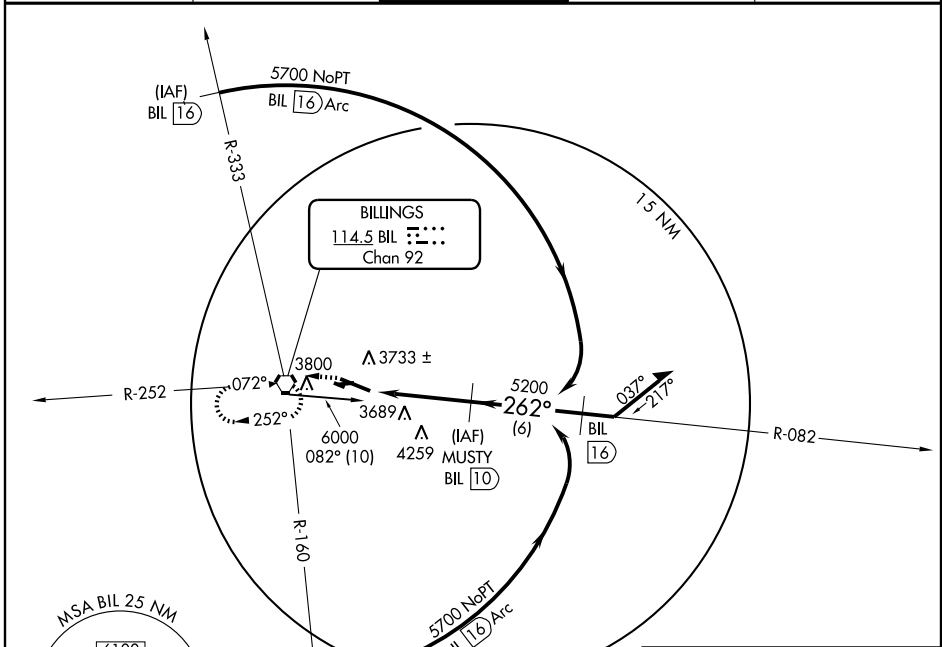 5700 NoPT
(IAF)
BIL 16 Arc
BIL 16
R-333
15 NM
BILLINGS
114.5 BIL
Chan 92
3733 ±
3800
R-252
072°
252°
5200
262°
(6)
037°
217°
3689
4259
6000
082° (10)
(IAF)
MUSTY
BIL 10
BIL
16
R-082
R-160
5700 NoPT
16 Arc
MSA BIL 25 NM